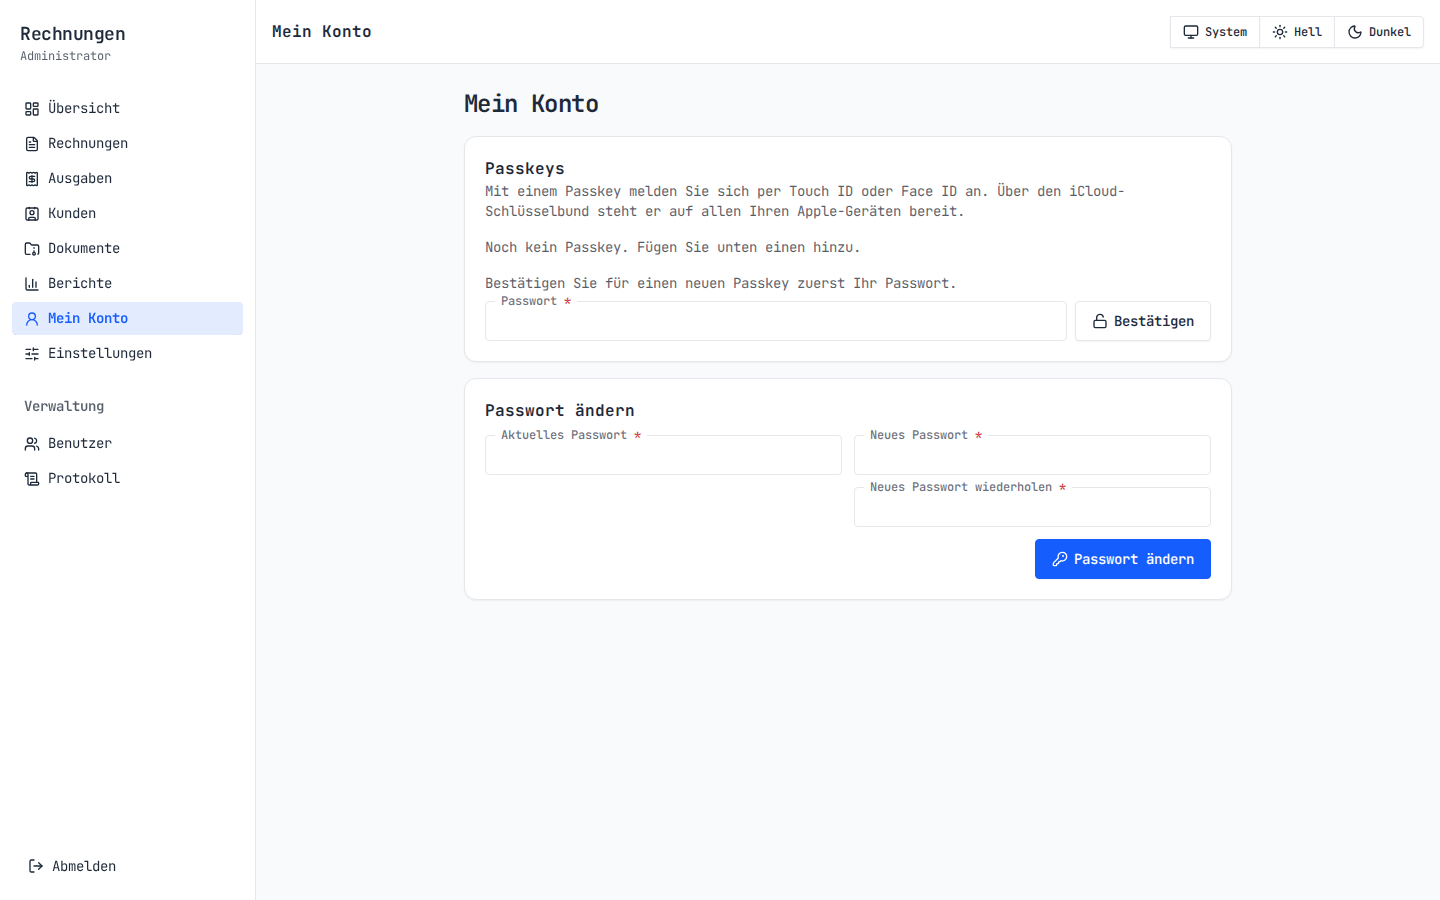 Rechnungen
Administrator
Übersicht
Rechnungen
Ausgaben
Kunden
Dokumente
Berichte
Mein Konto
Einstellungen
Verwaltung
Benutzer
Protokoll
Abmelden
Mein Konto
System
Hell
Dunkel
Mein Konto
Passkeys
Mit einem Passkey melden Sie sich per Touch ID oder Face ID an. Über den iCloud-
Schlüsselbund steht er auf allen Ihren Apple-Geräten bereit.
Noch kein Passkey. Fügen Sie unten einen hinzu.
Bestätigen Sie für einen neuen Passkey zuerst Ihr Passwort.
Passwort *
Bestätigen
Passwort ändern
Aktuelles Passwort *
Neues Passwort *
Neues Passwort wiederholen *
Passwort ändern